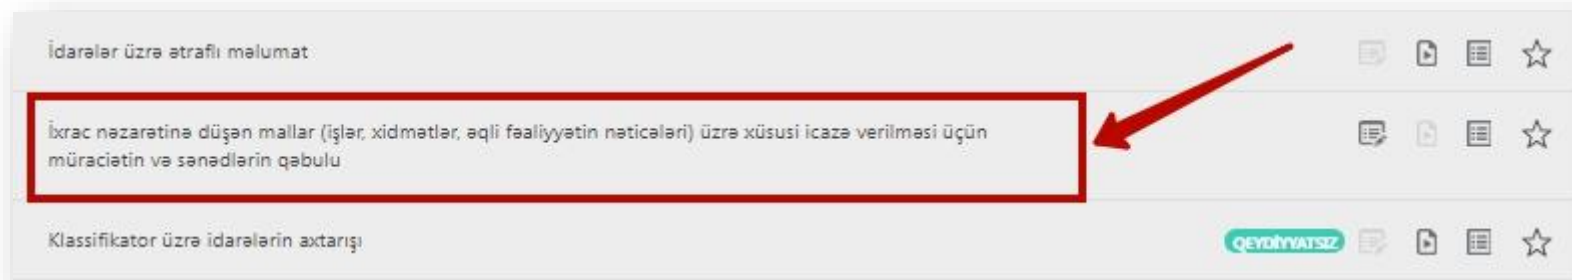 İdarələr üzrə ətraflı məlumat
İxrac nəzarətinə düşən mallar (işlər, xidmətlər, əqli fəaliyyətin nəticələri) üzrə xüsusi icazə verilməsi üçün
müraciətin və sənədlərin qəbulu
Klassifikator üzrə idarələrin axtarışı
QEYDİYYATSIZ